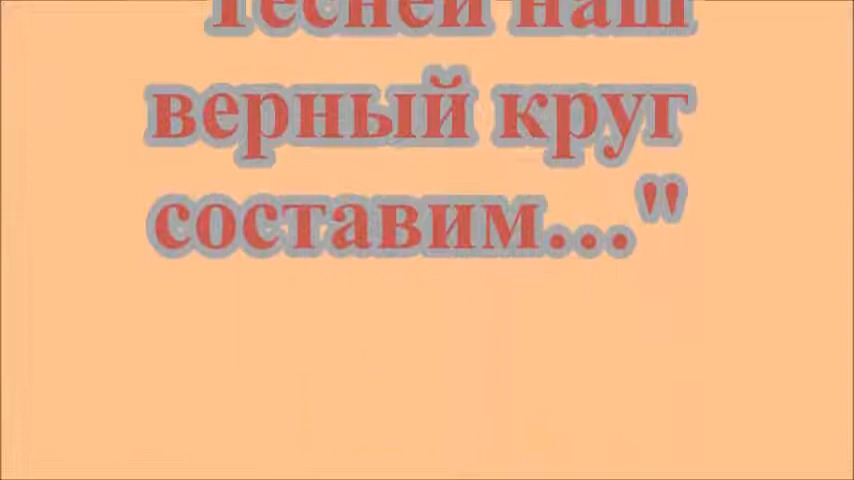 Тесней наш
верный круг
составим..."